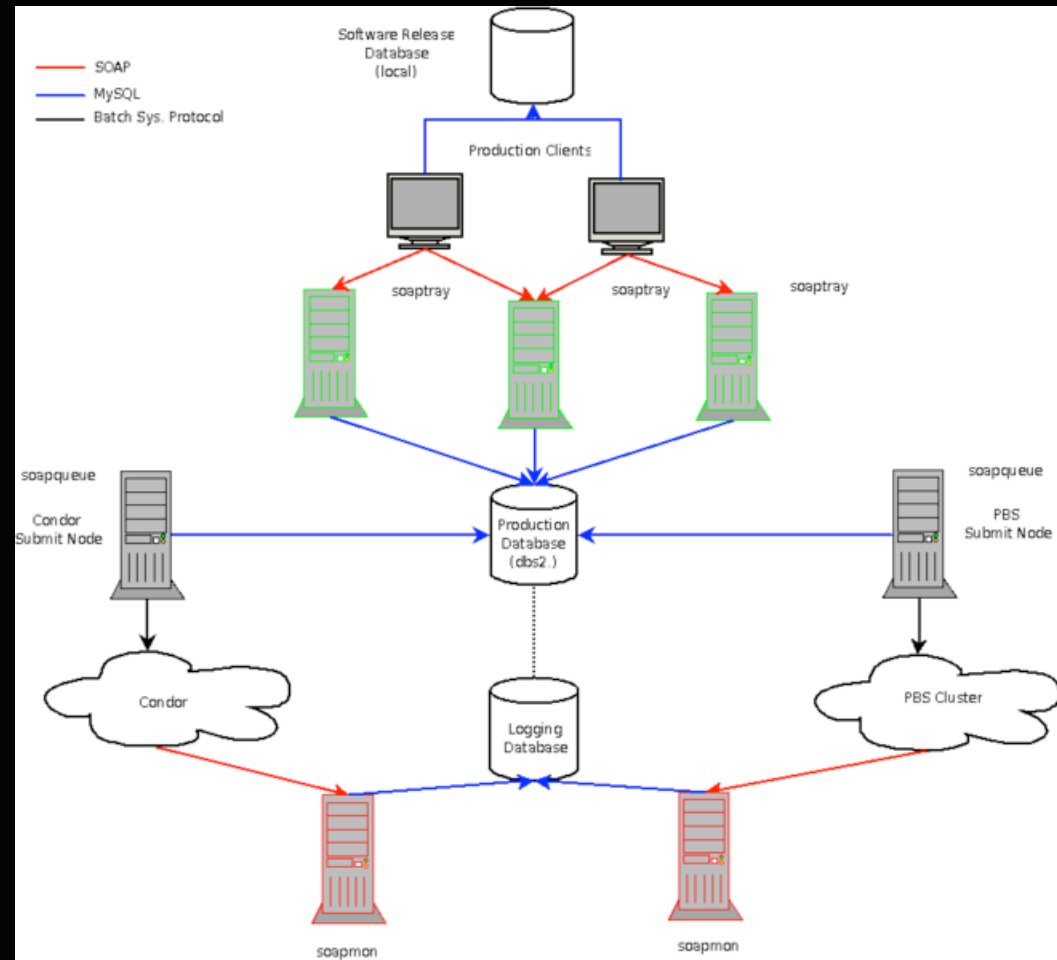 Software Release
Database
(local)
SOAP
MySQL
Batch Sys. Protocol
Production Clients
soaptray
soaptray
soaptray
soapqueue
Condor
Submit Node
Production
Database
(dbs2.)
soapqueue
PBS
Submit Node
Condor
Logging
Database
PBS Cluster
soapmon
soapmon